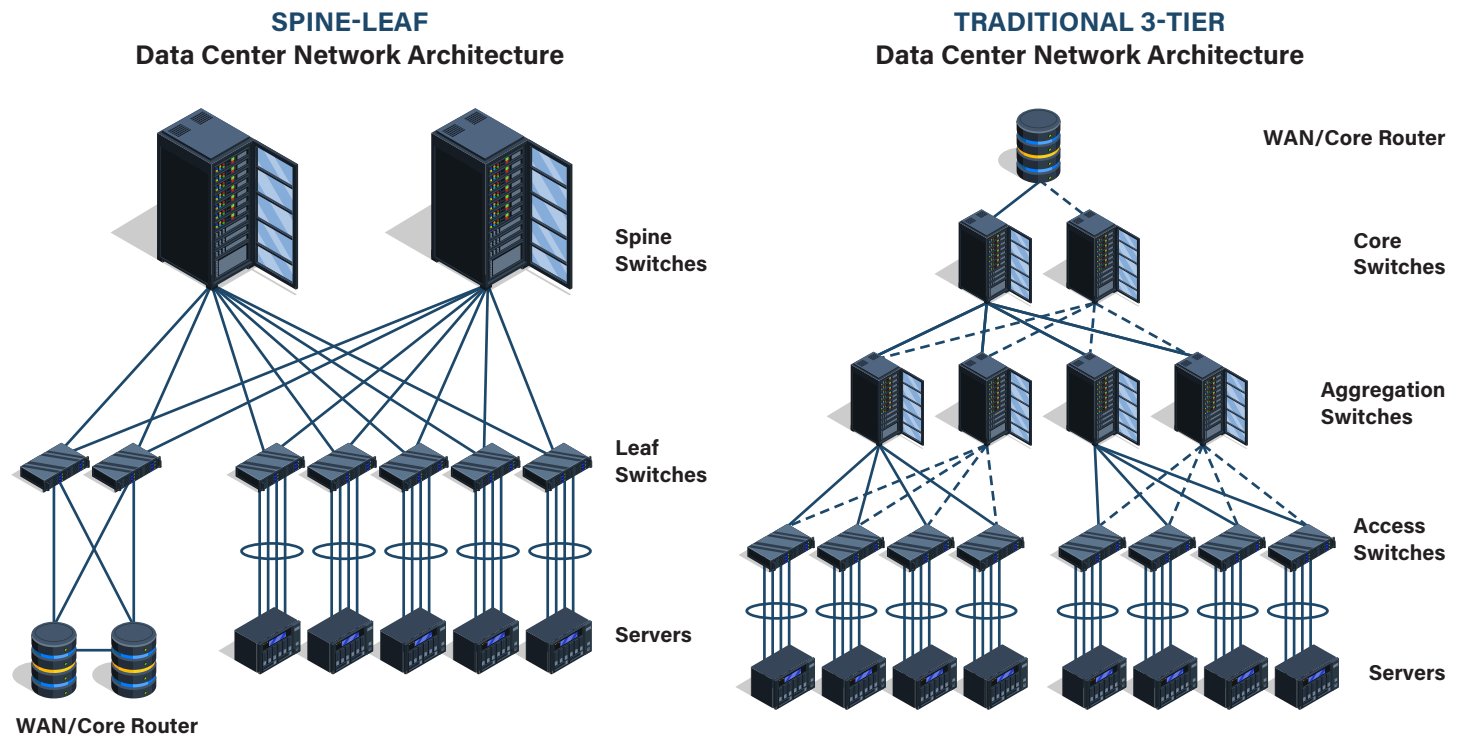 SPINE-LEAF
Data Center Network Architecture
Spine
Switches
Leaf
Switches
Servers
WAN/Core Router
TRADITIONAL 3-TIER
Data Center Network Architecture
WAN/Core Router
Core
Switches
Aggregation
Switches
Access
Switches
Servers